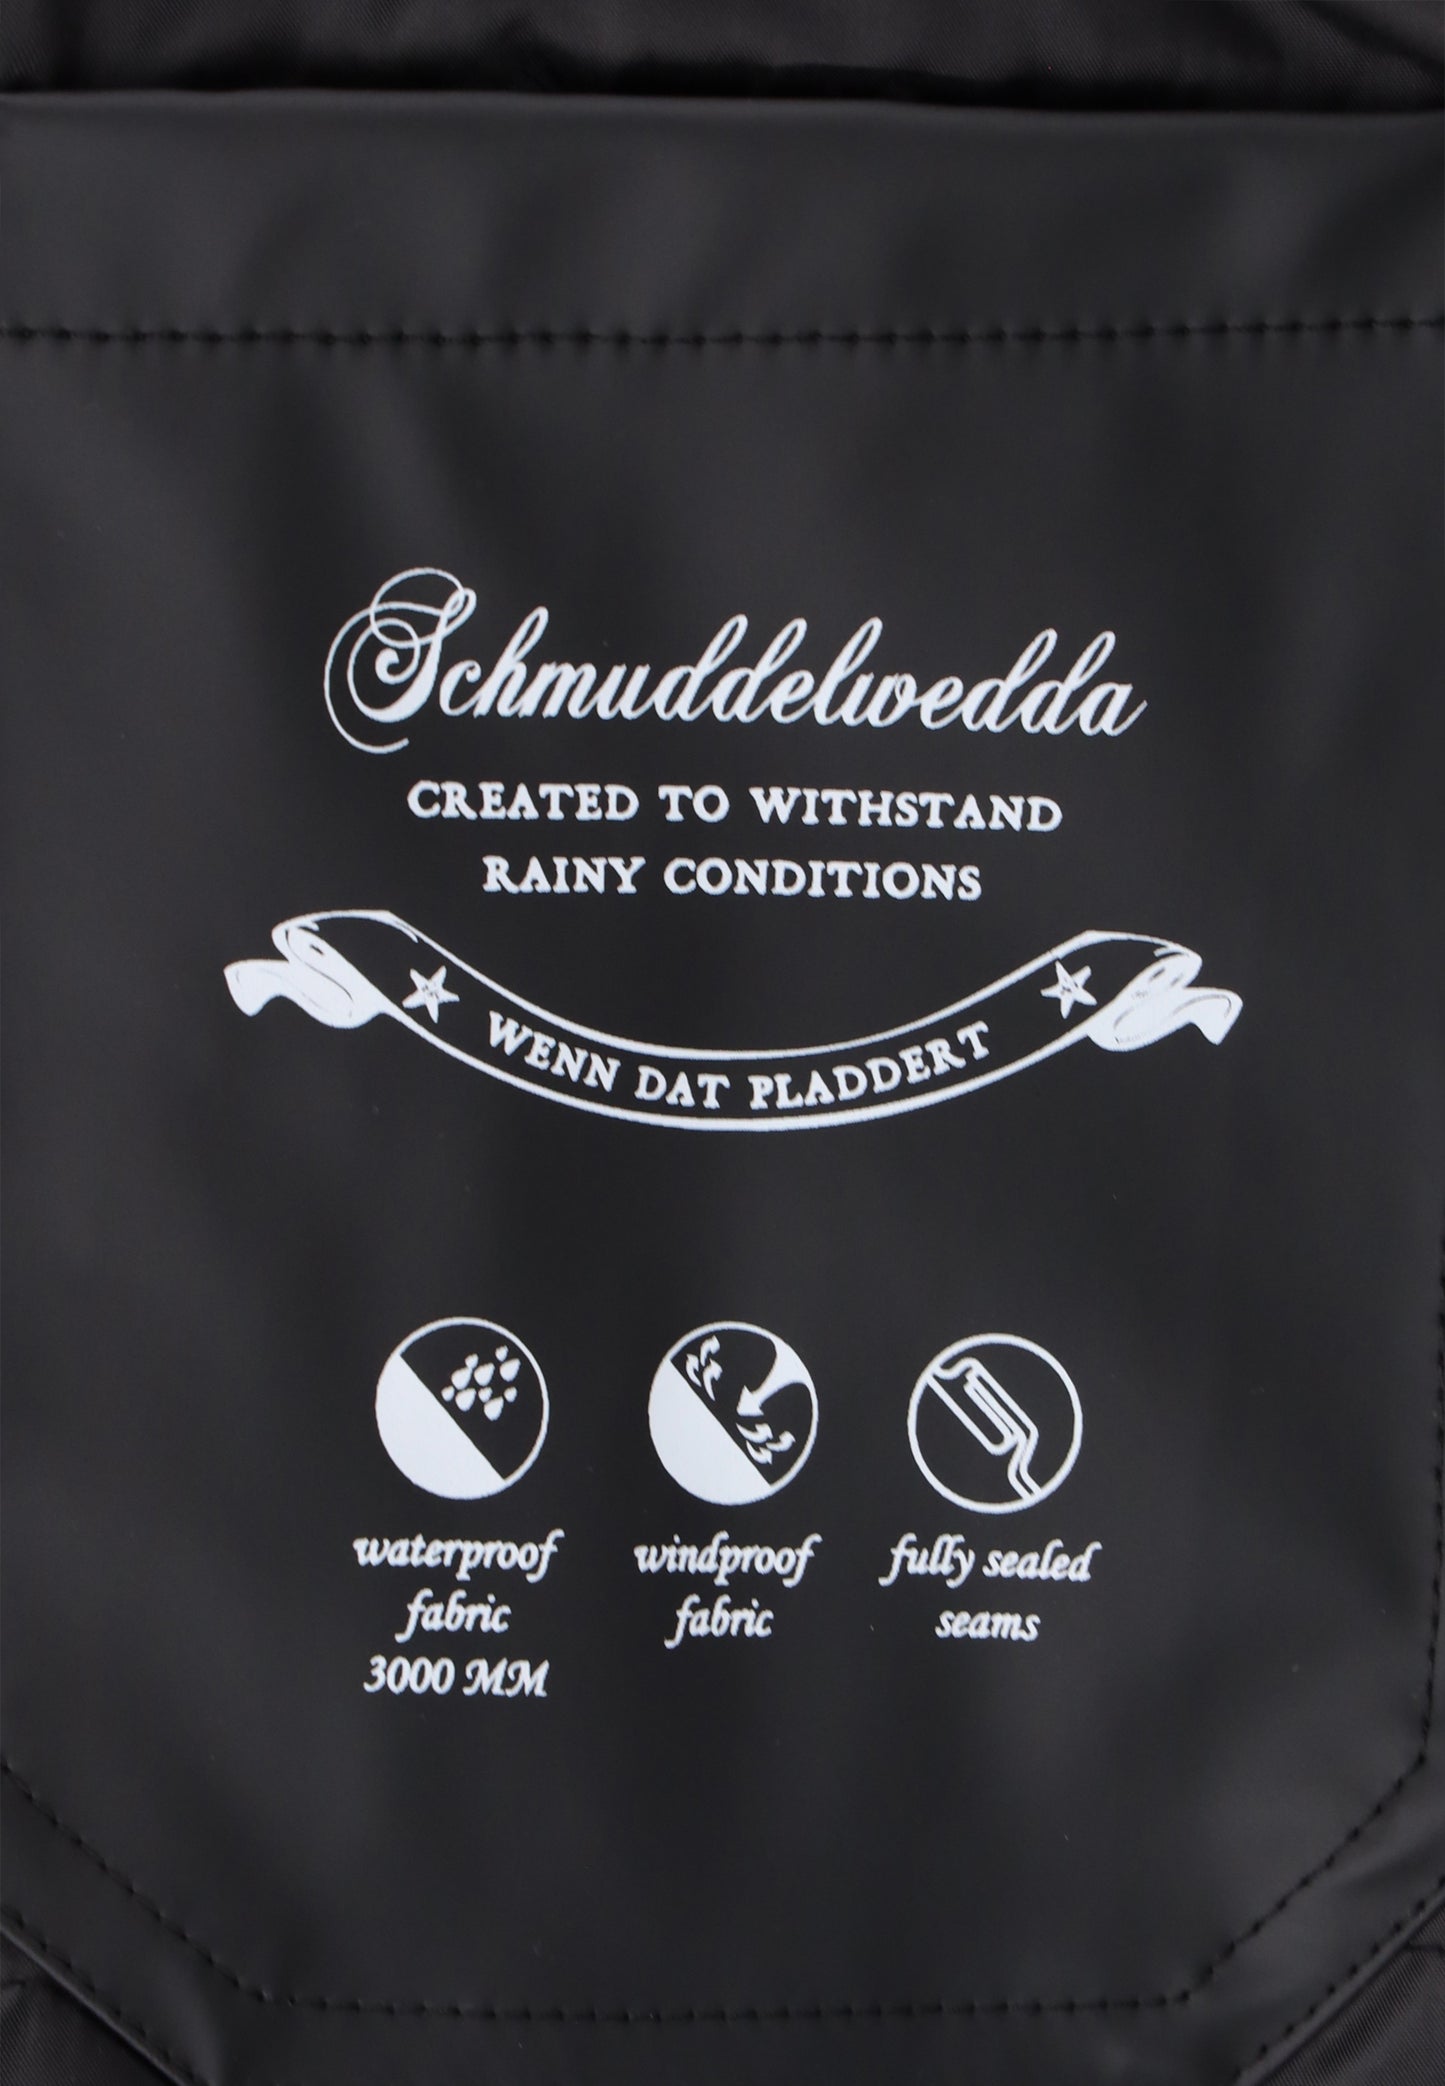 Schmuddelwedda
CREATED TO WITHSTAND
RAINY CONDITIONS
WENN DAT PLADDERT
waterproof
fabric
3000 MM
windproof
fabric
fully sealed
seams